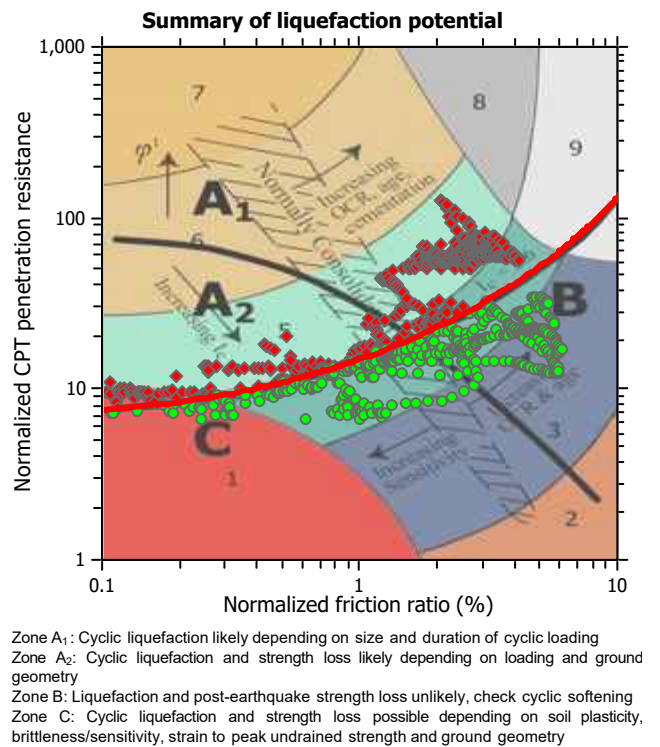 Summary of liquefaction potential
1,000
100
10
1
Normalized CPT penetration resistance
7
8
9
φ'
Increasing
OCR, age,
cementation
Normally Consolidated
A1
6
A2
Increasing Ic
5
B
OCR, & age
3
Increasing
Sensitivity
C
1
2
0.1
1
10
Normalized friction ratio (%)
Zone A1: Cyclic liquefaction likely depending on size and duration of cyclic loading
Zone A2: Cyclic liquefaction and strength loss likely depending on loading and ground
geometry
Zone B: Liquefaction and post-earthquake strength loss unlikely, check cyclic softening
Zone C: Cyclic liquefaction and strength loss possible depending on soil plasticity,
brittleness/sensitivity, strain to peak undrained strength and ground geometry